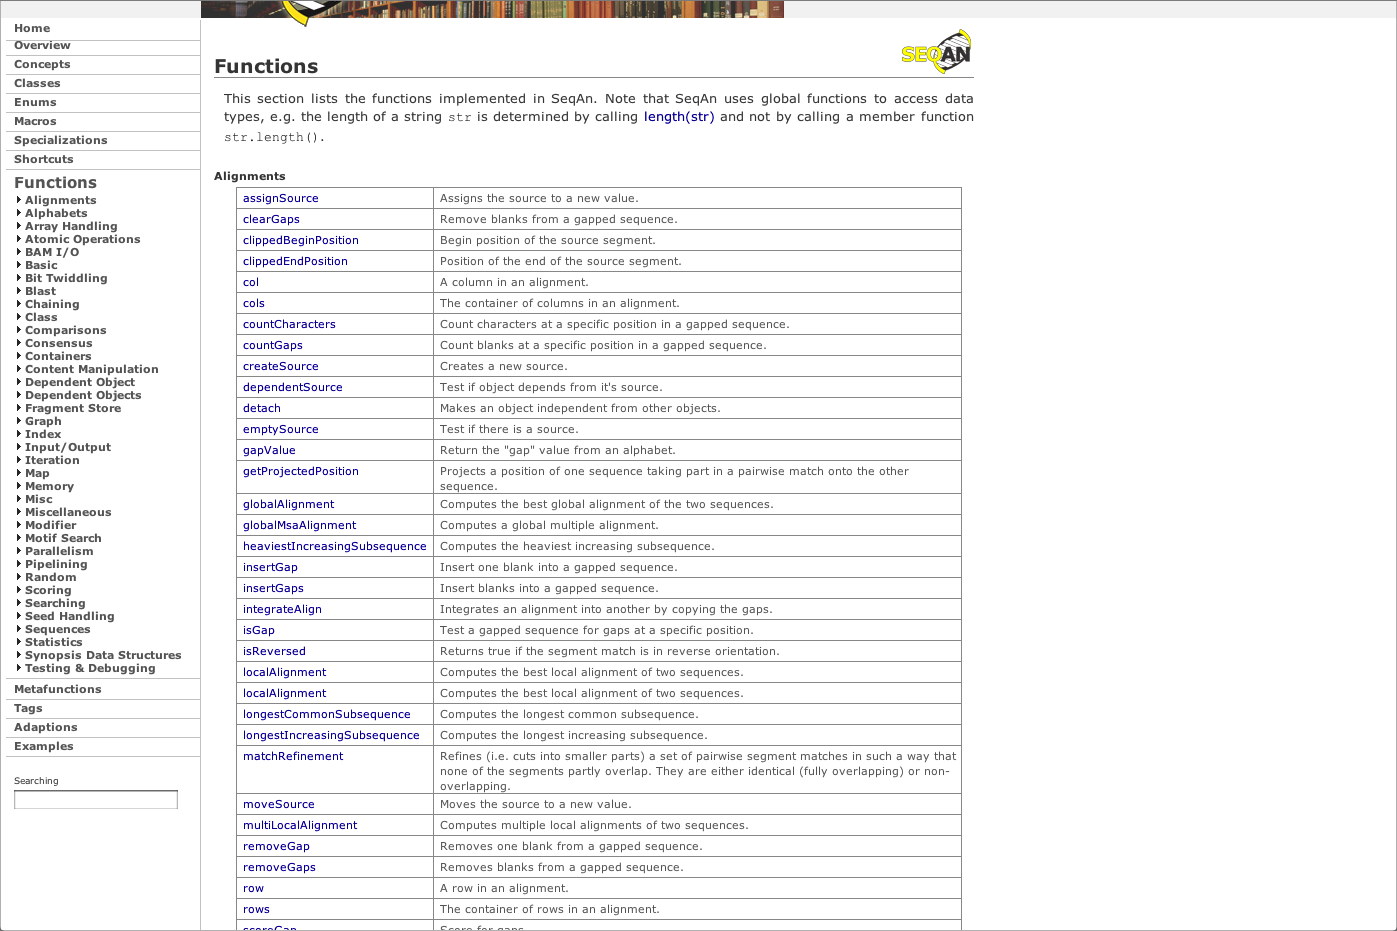 Home
Overview
Concepts
Classes
Enums
Macros
Specializations
Shortcuts
Functions
Alignments
Alphabets
Array Handling
Atomic Operations
BAM I/O
Basic
Bit Twiddling
Blast
Chaining
Class
Comparisons
Consensus
Containers
Content Manipulation
Dependent Object
Dependent Objects
Fragment Store
Graph
Index
Input/Output
Iteration
Map
Memory
Misc
Miscellaneous
Modifier
Motif Search
Parallelism
Pipelining
Random
Scoring
Searching
Seed Handling
Sequences
Statistics
Synopsis Data Structures
Testing & Debugging
Metafunctions
Tags
Adaptions
Examples
Searching
SEQAN
Functions
This section lists the functions implemented in SeqAn. Note that SeqAn uses global functions to access data
types, e.g. the length of a string str is determined by calling length(str) and not by calling a member function
str.length().
Alignments
assignSource Assigns the source to a new value.
clearGaps Remove blanks from a gapped sequence.
clippedBeginPosition Begin position of the source segment.
clippedEndPosition Position of the end of the source segment.
col A column in an alignment.
cols The container of columns in an alignment.
countCharacters Count characters at a specific position in a gapped sequence.
countGaps Count blanks at a specific position in a gapped sequence.
createSource Creates a new source.
dependentSource Test if object depends from it's source.
detach Makes an object independent from other objects.
emptySource Test if there is a source.
gapValue Return the "gap" value from an alphabet.
getProjectedPosition Projects a position of one sequence taking part in a pairwise match onto the other
sequence.
globalAlignment Computes the best global alignment of the two sequences.
globalMsaAlignment Computes a global multiple alignment.
heaviestIncreasingSubsequence Computes the heaviest increasing subsequence.
insertGap Insert one blank into a gapped sequence.
insertGaps Insert blanks into a gapped sequence.
integrateAlign Integrates an alignment into another by copying the gaps.
isGap Test a gapped sequence for gaps at a specific position.
isReversed Returns true if the segment match is in reverse orientation.
localAlignment Computes the best local alignment of two sequences.
localAlignment Computes the best local alignment of two sequences.
longestCommonSubsequence Computes the longest common subsequence.
longestIncreasingSubsequence Computes the longest increasing subsequence.
matchRefinement Refines (i.e. cuts into smaller parts) a set of pairwise segment matches in such a way that
none of the segments partly overlap. They are either identical (fully overlapping) or non-
overlapping.
moveSource Moves the source to a new value.
multiLocalAlignment Computes multiple local alignments of two sequences.
removeGap Removes one blank from a gapped sequence.
removeGaps Removes blanks from a gapped sequence.
row A row in an alignment.
rows The container of rows in an alignment.
scoreGap Score for gaps.